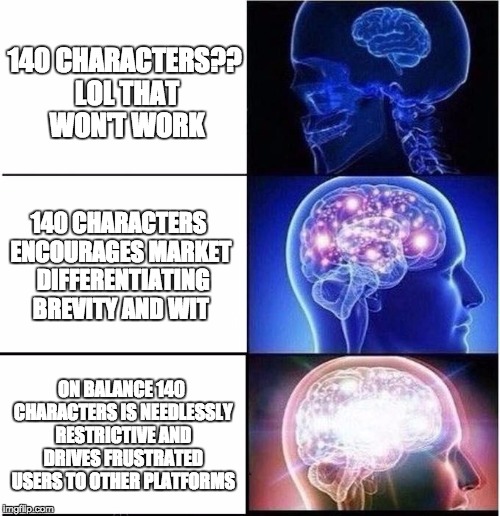 140 CHARACTERS??
LOL THAT
WON'T WORK
140 CHARACTERS
ENCOURAGES MARKET
DIFFERENTIATING
BREVITY AND WIT
ON BALANCE 140
CHARACTERS IS NEEDLESSLY
RESTRICTIVE AND
DRIVES FRUSTRATED
USERS TO OTHER PLATFORMS
imgflip.com